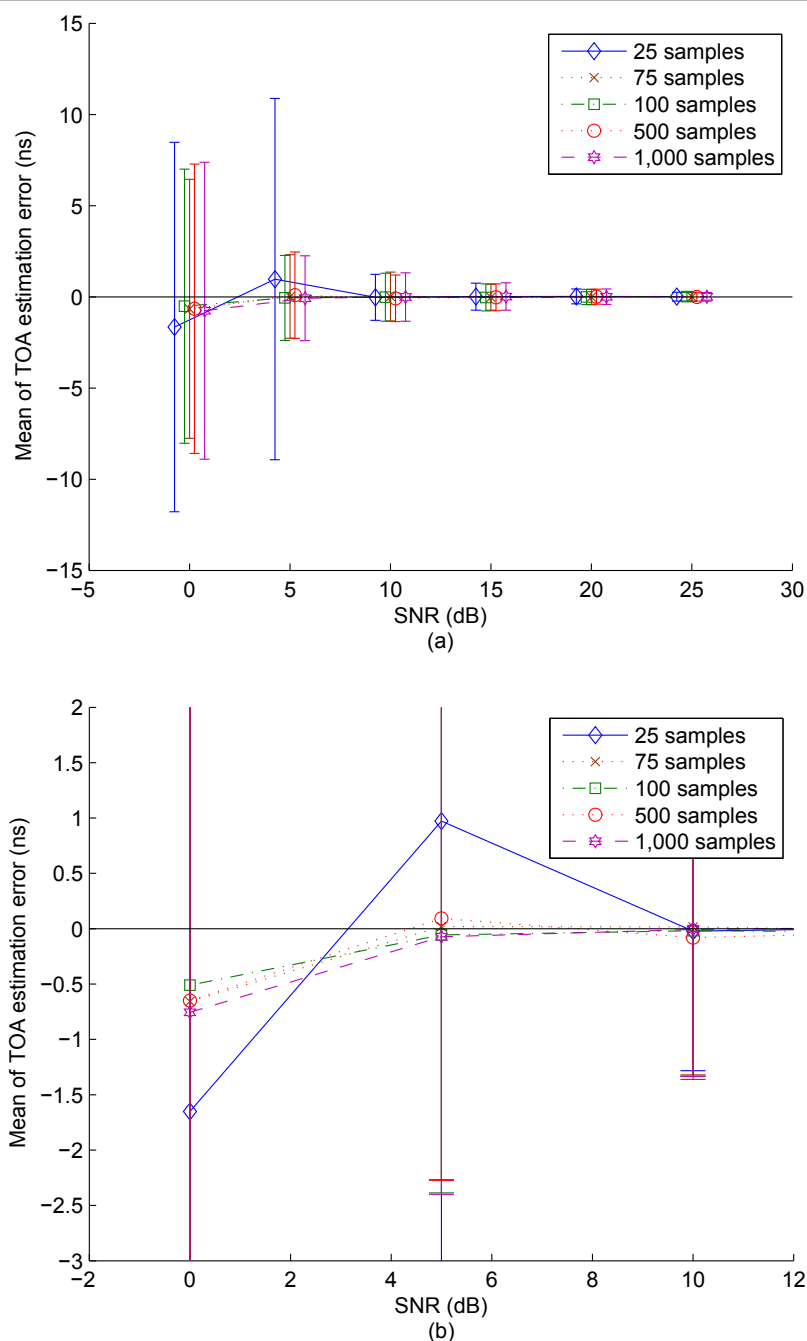 15
10
5
0
−5
−10
−15
Mean of TOA estimation error (ns)
25 samples
75 samples
100 samples
500 samples
1,000 samples
−5
0
5
10
15
20
25
30
SNR (dB)
(a)
2
1.5
1
0.5
0
−0.5
−1
−1.5
−2
−2.5
−3
Mean of TOA estimation error (ns)
25 samples
75 samples
100 samples
500 samples
1,000 samples
−2
0
2
4
6
8
10
12
SNR (dB)
(b)